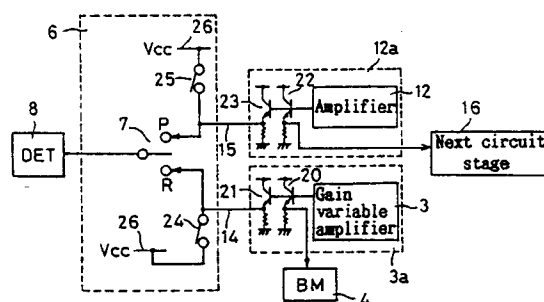 6
26
Vcc
25
12a
22
23
12
Amplifier
8
DET
7
P
R
15
16
Next circuit
stage
20
21
3
Gain
variable
amplifier
24
14
26
Vcc
3a
BM
4